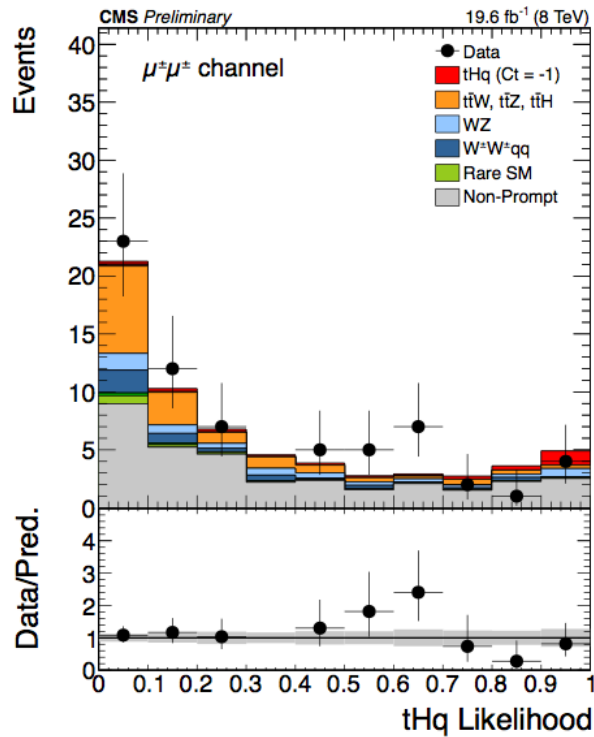 CMS Preliminary 19.6 fb⁻¹ (8 TeV)
Events
μ±μ± channel
Data
tHq (Ct = -1)
tt̄W, tt̄Z, tt̄H
WZ
W±W±qq
Rare SM
Non-Prompt
40
35
30
25
20
15
10
5
0
Data/Pred.
4
3
2
1
0
0 0.1 0.2 0.3 0.4 0.5 0.6 0.7 0.8 0.9 1
tHq Likelihood